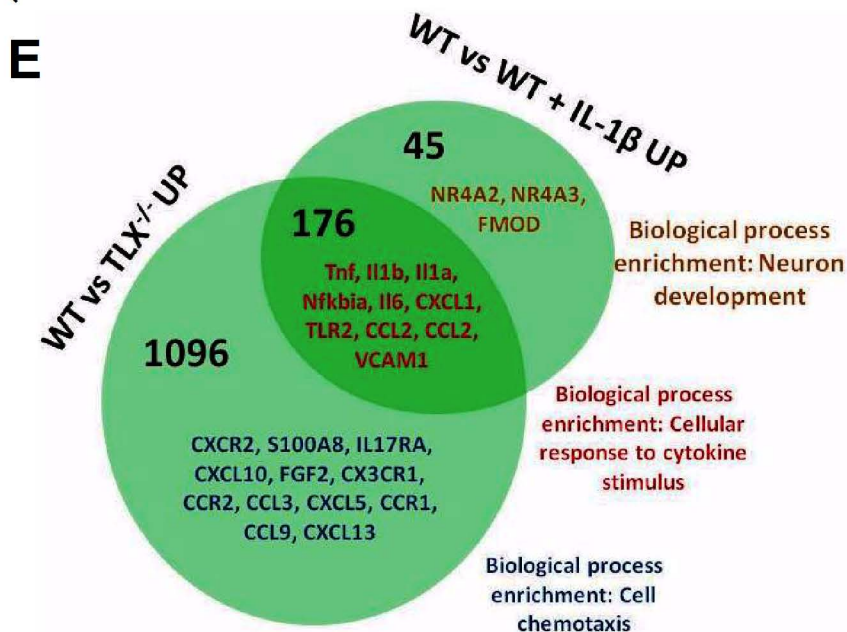 E
WT vs WT + IL-1β UP
WT vs TLX-/- UP
45
NR4A2, NR4A3,
FMOD
176
Tnf, Il1b, Il1a,
Nfkbia, Il6, CXCL1,
TLR2, CCL2, CCL2,
VCAM1
1096
CXCR2, S100A8, IL17RA,
CXCL10, FGF2, CX3CR1,
CCR2, CCL3, CXCL5, CCR1,
CCL9, CXCL13
Biological process
enrichment: Neuron
development
Biological process
enrichment: Cellular
response to cytokine
stimulus
Biological process
enrichment: Cell
chemotaxis